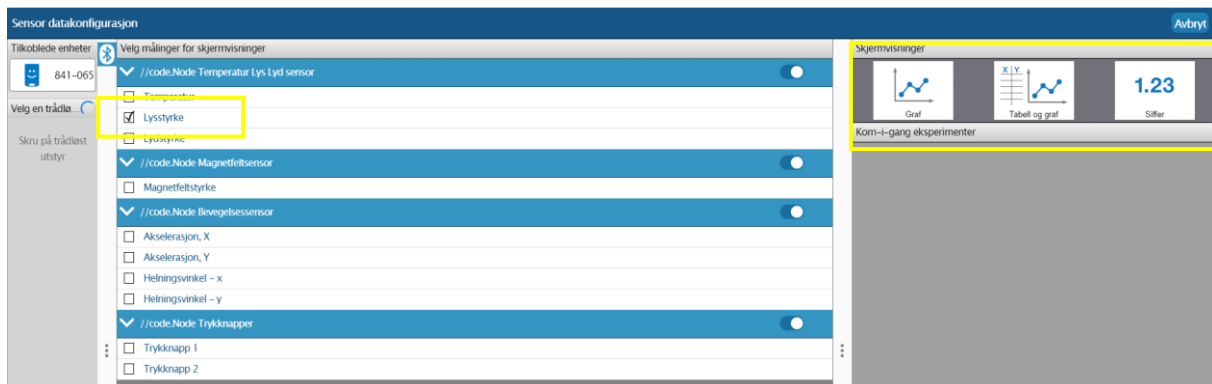 Sensor datakonfigurasjon
Avbryt
Tilkoblede enheter
841-065
Velg en trådlø...
Skru på trådløst
utstyr
Velg målinger for skjermvisninger
//code.Node Temperatur Lys Lyd sensor
Temperatur
Lysstyrke
Lydstyrke
//code.Node Magnetfeltsensor
Magnetfeltstyrke
//code.Node Bevegelsessensor
Akselerasjon, X
Akselerasjon, Y
Helningsvinkel - x
Helningsvinkel - y
//code.Node Trykknapper
Trykknapp 1
Trykknapp 2
Skjermvisninger
X Y
1.23
Graf
Tabell og graf
Siffer
Kom-i-gang eksperimenter